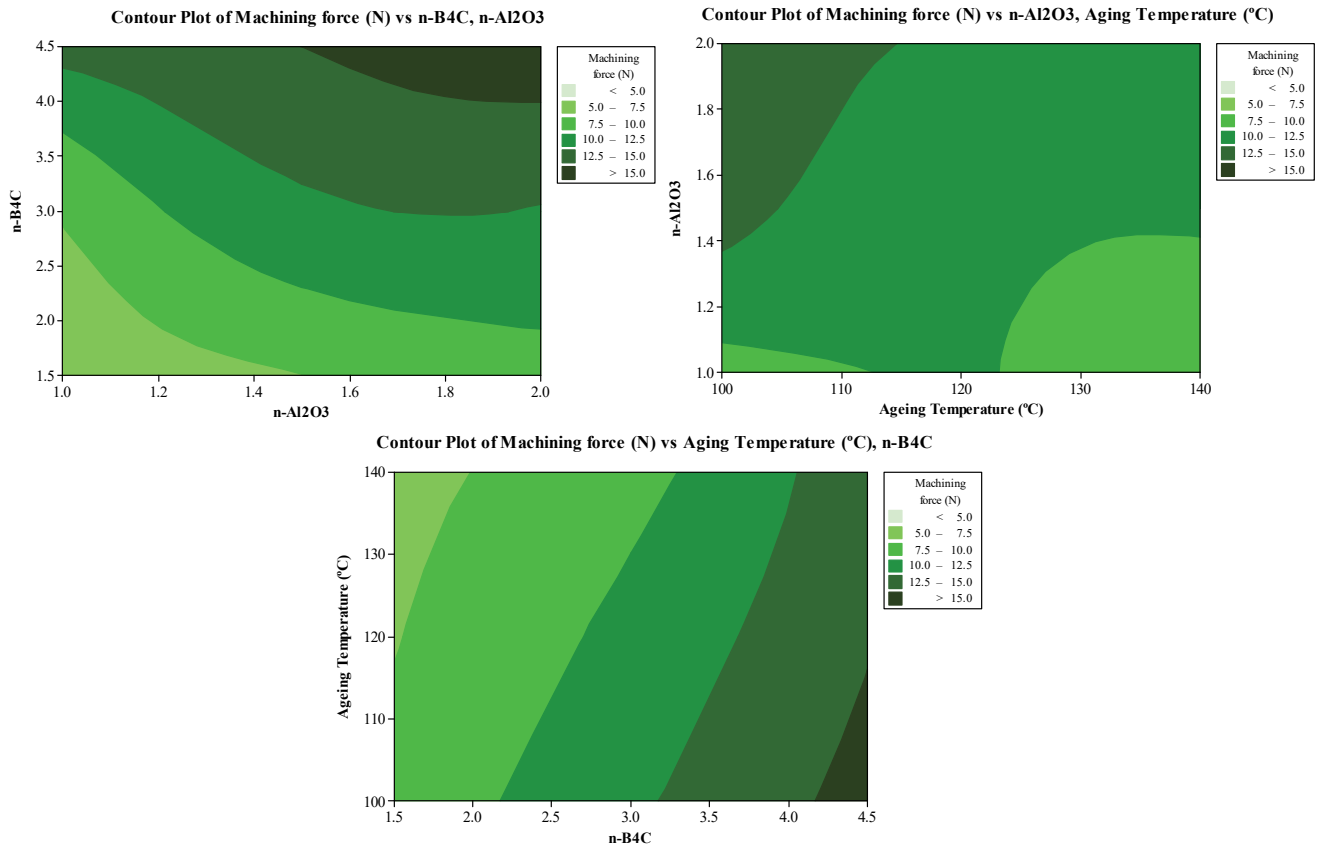 Contour Plot of Machining force (N) vs n-B4C, n-Al2O3
4.5
4.0
3.5
3.0
2.5
2.0
1.5
n-B4C
1.0 1.2 1.4 1.6 1.8 2.0
n-Al2O3
Machining
force (N)
< 5.0
5.0 – 7.5
7.5 – 10.0
10.0 – 12.5
12.5 – 15.0
> 15.0
Contour Plot of Machining force (N) vs n-Al2O3, Aging Temperature (ºC)
2.0
1.8
1.6
1.4
1.2
1.0
n-Al2O3
100 110 120 130 140
Ageing Temperature (ºC)
Machining
force (N)
< 5.0
5.0 – 7.5
7.5 – 10.0
10.0 – 12.5
12.5 – 15.0
> 15.0
Contour Plot of Machining force (N) vs Aging Temperature (ºC), n-B4C
140
130
120
110
100
Ageing Temperature (ºC)
1.5 2.0 2.5 3.0 3.5 4.0 4.5
n-B4C
Machining
force (N)
< 5.0
5.0 – 7.5
7.5 – 10.0
10.0 – 12.5
12.5 – 15.0
> 15.0